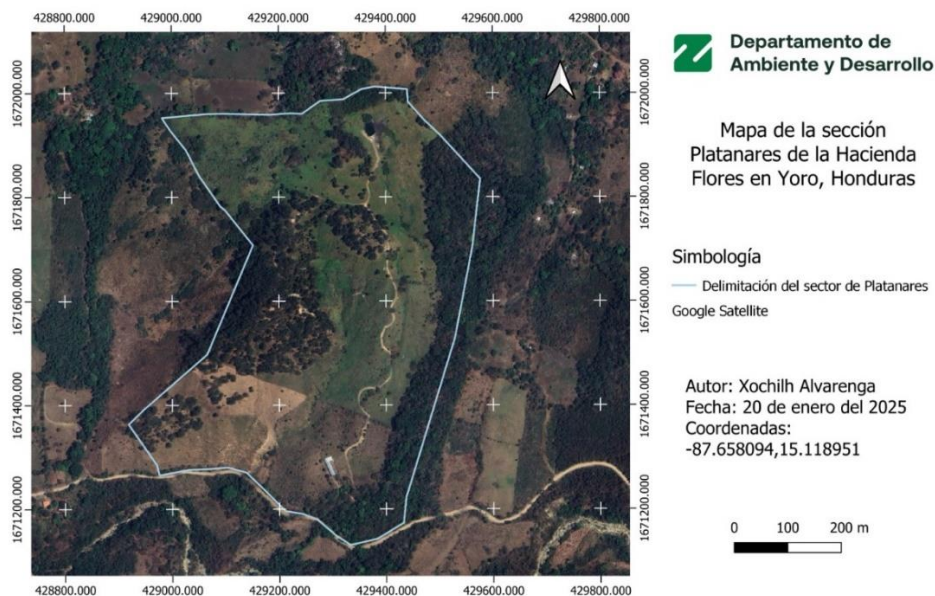 428800.000 429000.000 429200.000 429400.000 429600.000 429800.000
1672000.000 1672000.000
1671800.000 1671800.000
1671600.000 1671600.000
1671400.000 1671400.000
1671200.000 1671200.000
428800.000 429000.000 429200.000 429400.000 429600.000 429800.000
Departamento de
Ambiente y Desarrollo
Mapa de la sección
Platanares de la Hacienda
Flores en Yoro, Honduras
Simbología
Delimitación del sector de Platanares
Google Satellite
Autor: Xochilh Alvarenga
Fecha: 20 de enero del 2025
Coordenadas:
-87.658094,15.118951
0 100 200 m